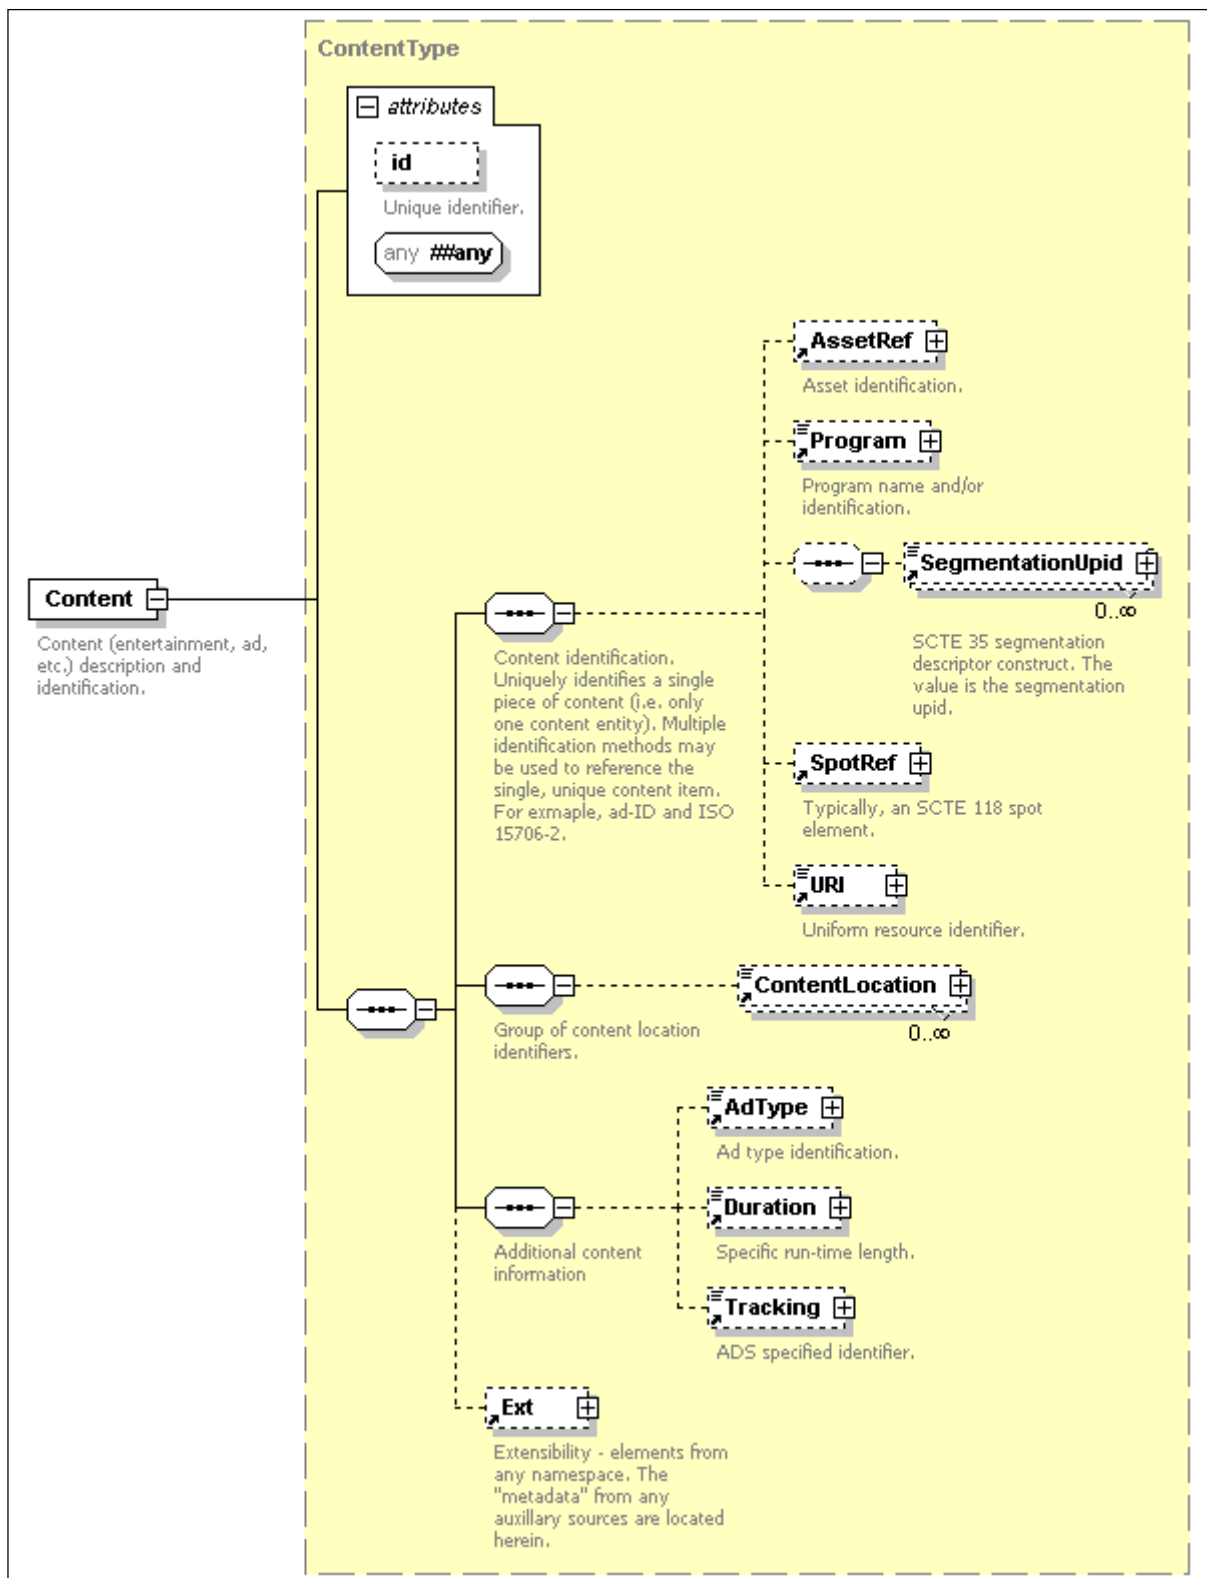 ContentType
attributes
id
Unique identifier.
any ##any
AssetRef
Asset identification.
Program
Program name and/or
identification.
SegmentationUpid
0..∞
SCTE 35 segmentation
descriptor construct. The
value is the segmentation
upid.
Content
Content (entertainment, ad,
etc.) description and
identification.
Content identification.
Uniquely identifies a single
piece of content (i.e. only
one content entity). Multiple
identification methods may
be used to reference the
single, unique content item.
For exmaple, ad-ID and ISO
15706-2.
SpotRef
Typically, an SCTE 118 spot
element.
URI
Uniform resource identifier.
ContentLocation
0..∞
Group of content location
identifiers.
AdType
Ad type identification.
Duration
Specific run-time length.
Additional content
information
Tracking
ADS specified identifier.
Ext
Extensibility - elements from
any namespace. The
"metadata" from any
auxillary sources are located
herein.